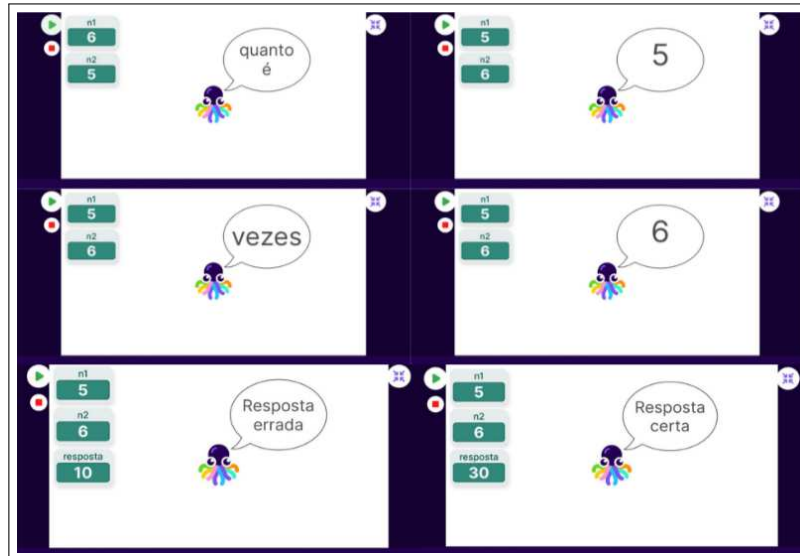 n1
6
n2
5
quanto
é
n1
5
n2
6
5
n1
5
n2
6
vezes
n1
5
n2
6
6
n1
5
n2
6
resposta
10
Resposta
errada
n1
5
n2
6
resposta
30
Resposta
certa